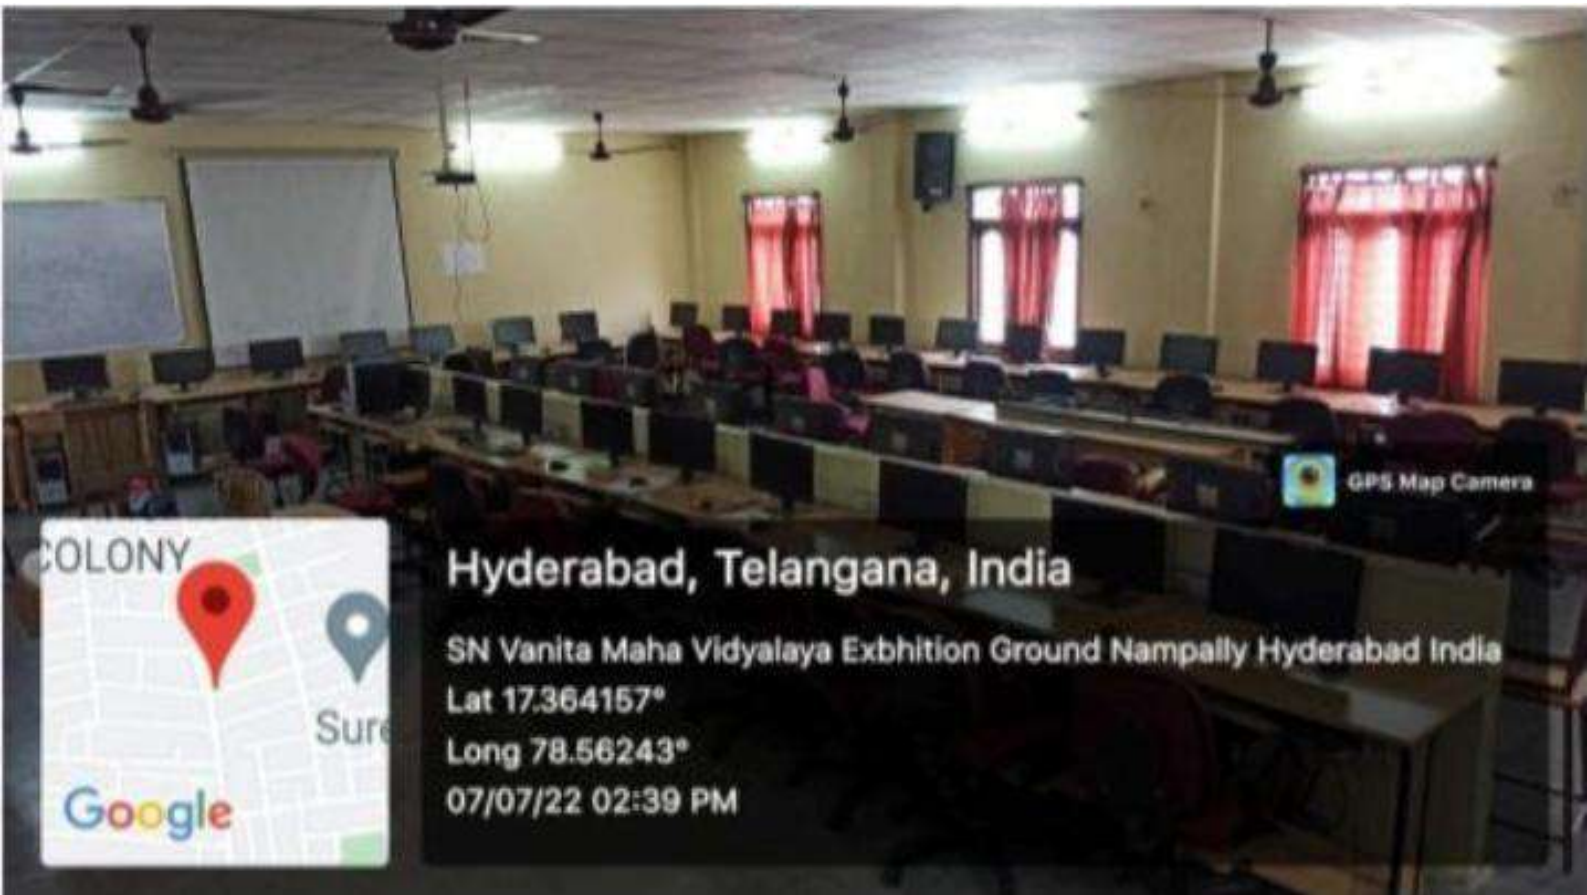 GPS Map Camera
COLONY
Sure
Google
Hyderabad, Telangana, India
SN Vanita Maha Vidyalaya Exbhition Ground Nampally Hyderabad India
Lat 17.364157°
Long 78.56243°
07/07/22 02:39 PM